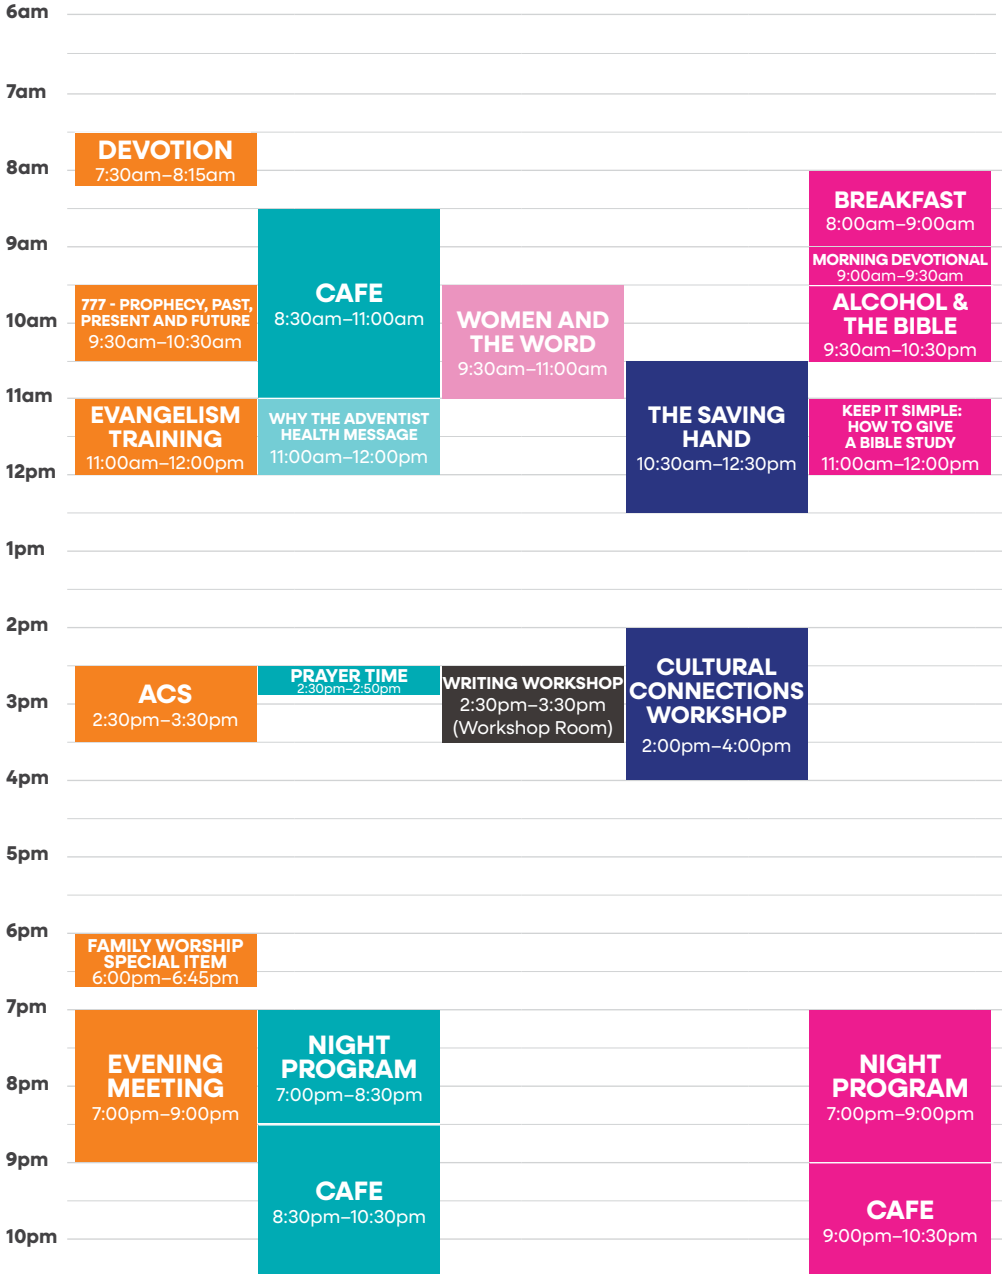 6am
7am
8am
9am
10am
11am
12pm
1pm
2pm
3pm
4pm
5pm
6pm
7pm
8pm
9pm
10pm
DEVOTION
7:30am–8:15am
777 - PROPHECY, PAST,
PRESENT AND FUTURE
9:30am–10:30am
EVANGELISM
TRAINING
11:00am–12:00pm
ACS
2:30pm–3:30pm
FAMILY WORSHIP
SPECIAL ITEM
6:00pm–6:45pm
EVENING
MEETING
7:00pm–9:00pm
CAFE
8:30am–11:00am
WHY THE ADVENTIST
HEALTH MESSAGE
11:00am–12:00pm
PRAYER TIME
2:30pm–2:50pm
NIGHT
PROGRAM
7:00pm–8:30pm
CAFE
8:30pm–10:30pm
WOMEN AND
THE WORD
9:30am–11:00am
WRITING WORKSHOP
2:30pm–3:30pm
(Workshop Room)
THE SAVING
HAND
10:30am–12:30pm
CULTURAL
CONNECTIONS
WORKSHOP
2:00pm–4:00pm
BREAKFAST
8:00am–9:00am
MORNING DEVOTIONAL
9:00am–9:30am
ALCOHOL &
THE BIBLE
9:30am–10:30pm
KEEP IT SIMPLE:
HOW TO GIVE
A BIBLE STUDY
11:00am–12:00pm
NIGHT
PROGRAM
7:00pm–9:00pm
CAFE
9:00pm–10:30pm